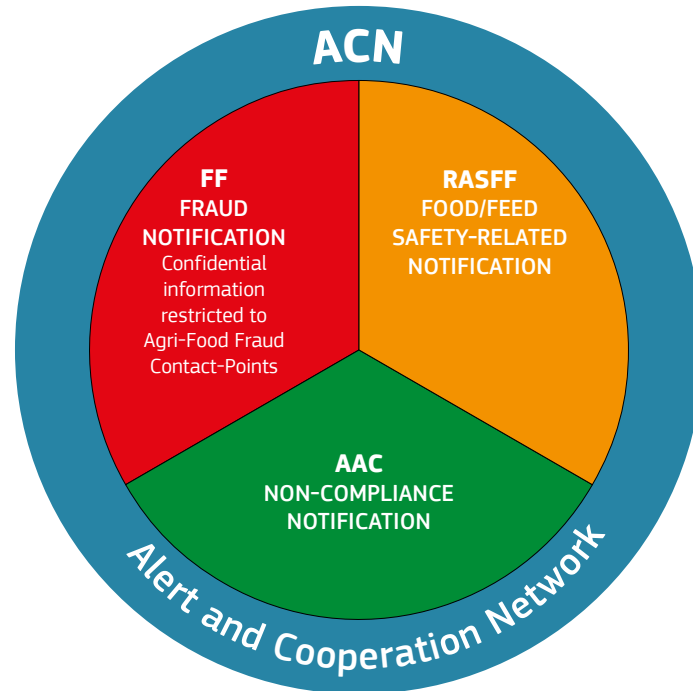 ACN
FF
FRAUD
NOTIFICATION
Confidential
information
restricted to
Agri-Food Fraud
Contact-Points
RASFF
FOOD/FEED
SAFETY-RELATED
NOTIFICATION
AAC
NON-COMPLIANCE
NOTIFICATION
Alert and Cooperation Network